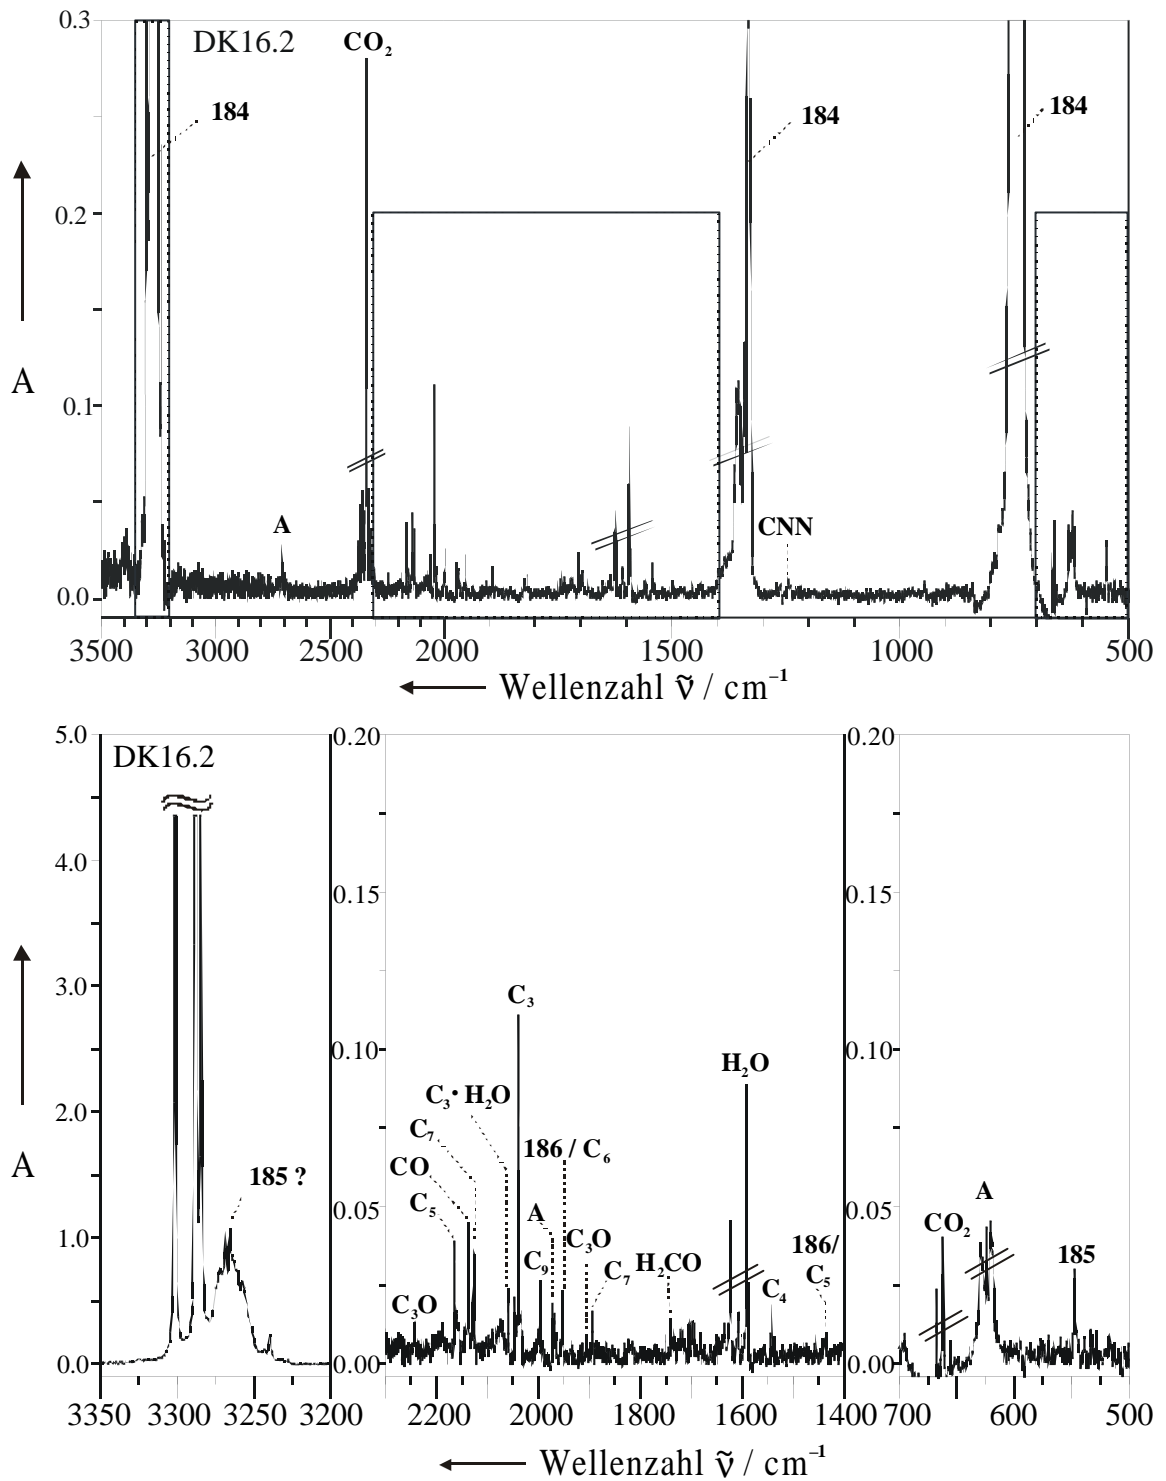 0.3
DK16.2
CO₂
184
184
184
0.2
A
0.1
A
CNN
0.0
3500 3000 2500 2000 1500 1000 500
Wellenzahl ṽ / cm⁻¹
5.0 0.20 0.20
DK16.2
4.0
0.15 0.15
3.0
C₃
0.10 0.10
H₂O
C₃· H₂O
2.0
C₇
186 / C₆
A
CO
185 ?
A
C₅
0.05 0.05
CO₂
1.0
A
C₃O
186/
185
C₉
C₇
H₂CO
C₅
C₄
C₃O
0.0 0.00 0.00
3350 3300 3250 3200 2200 2000 1800 1600 1400 700 600 500
Wellenzahl ṽ / cm⁻¹